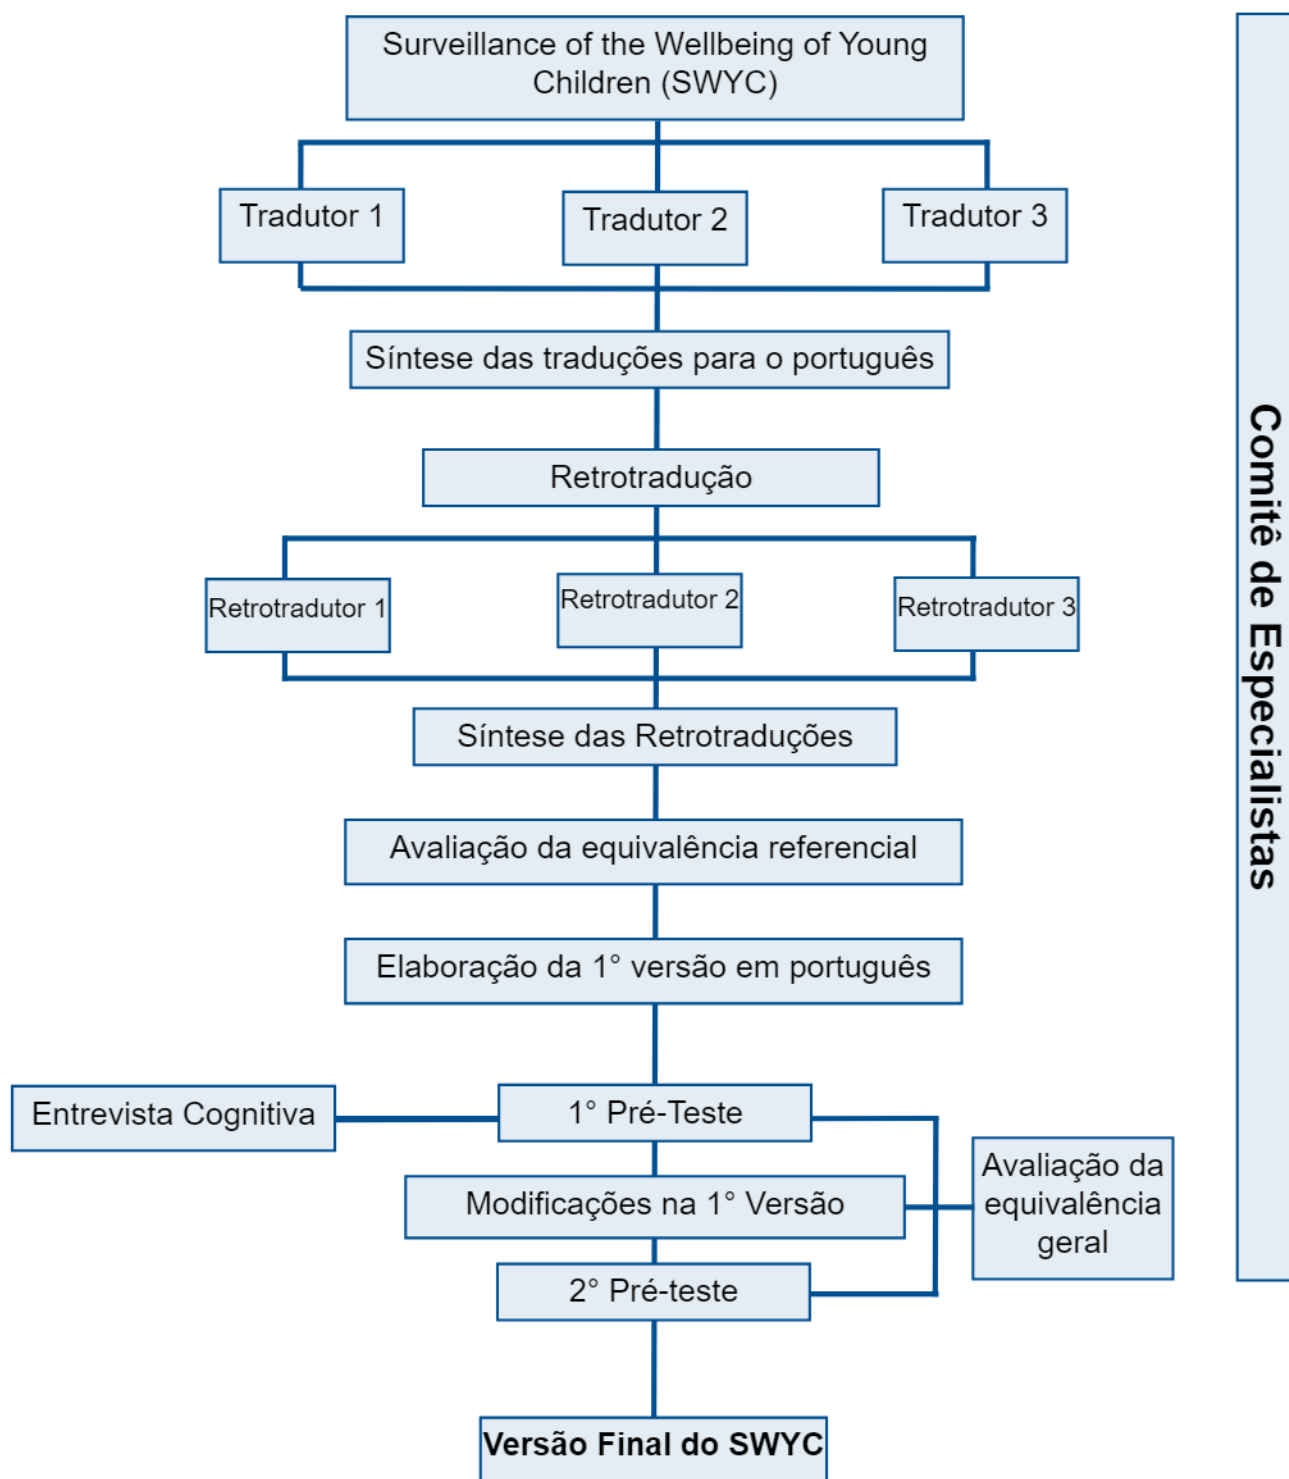 Surveillance of the Wellbeing of Young
Children (SWYC)
Tradutor 1
Tradutor 2
Tradutor 3
Síntese das traduções para o português
Retrotradução
Retrotradutor 1
Retrotradutor 2
Retrotradutor 3
Síntese das Retrotraduções
Avaliação da equivalência referencial
Elaboração da 1° versão em português
Entrevista Cognitiva
1° Pré-Teste
Modificações na 1° Versão
2° Pré-teste
Avaliação da
equivalência
geral
Versão Final do SWYC
Comitê de Especialistas